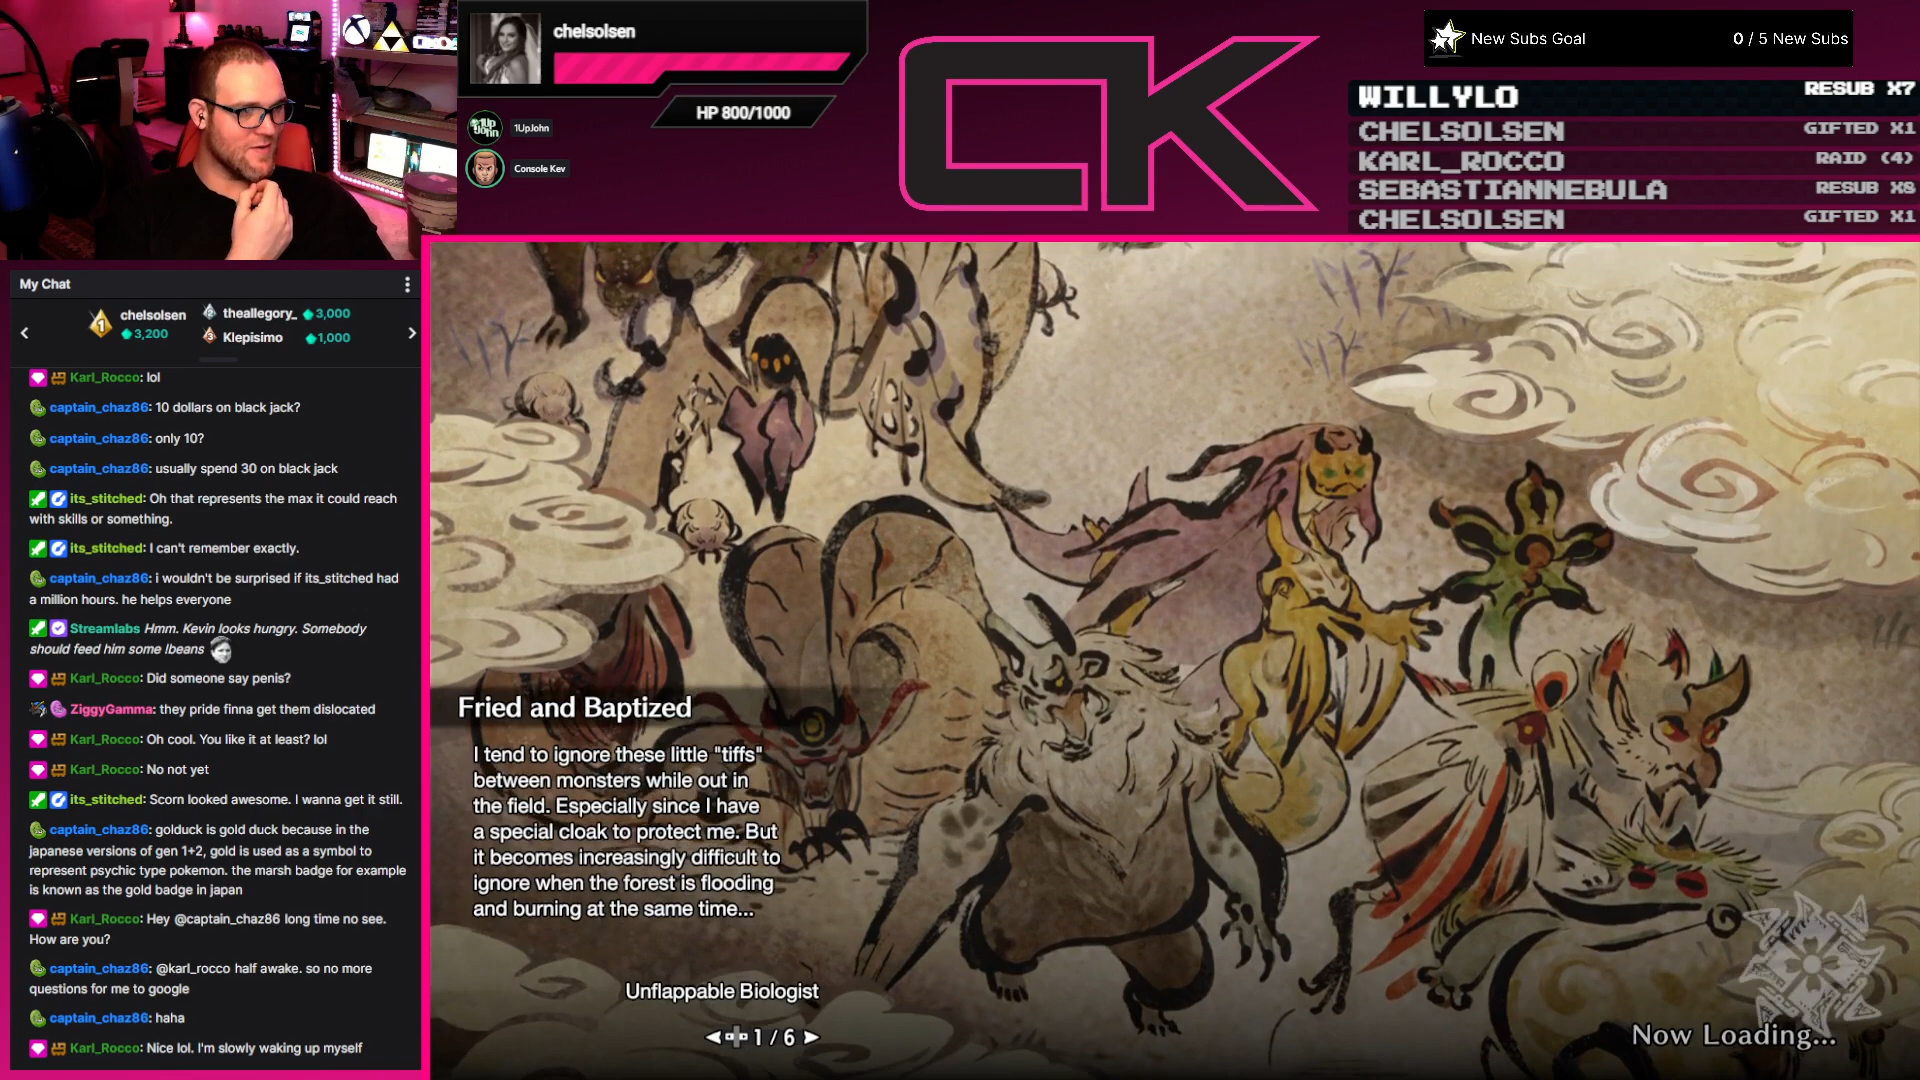 chelsolsen
HP 800/1000
1Up
John
1UpJohn
Console Kev
CK
New Subs Goal
0 / 5 New Subs
WILLYLO RESUB X7
CHELSOLSEN GIFTED X1
KARL_ROCCO RAID (4)
SEBASTIANNEBULA RESUB X8
CHELSOLSEN GIFTED X1
My Chat
1 chelsolsen 3,200
2 theallegory_ 3,000
3 Klepisimo 1,000
Karl_Rocco: lol
captain_chaz86: 10 dollars on black jack?
captain_chaz86: only 10?
captain_chaz86: usually spend 30 on black jack
its_stitched: Oh that represents the max it could reach
with skills or something.
its_stitched: I can't remember exactly.
captain_chaz86: i wouldn't be surprised if its_stitched had
a million hours. he helps everyone
Streamlabs Hmm. Kevin looks hungry. Somebody
should feed him some lbeans
Karl_Rocco: Did someone say penis?
ZiggyGamma: they pride finna get them dislocated
Karl_Rocco: Oh cool. You like it at least? lol
Karl_Rocco: No not yet
its_stitched: Scorn looked awesome. I wanna get it still.
captain_chaz86: golduck is gold duck because in the
japanese versions of gen 1+2, gold is used as a symbol to
represent psychic type pokemon. the marsh badge for example
is known as the gold badge in japan
Karl_Rocco: Hey @captain_chaz86 long time no see.
How are you?
captain_chaz86: @karl_rocco half awake. so no more
questions for me to google
captain_chaz86: haha
Karl_Rocco: Nice lol. I'm slowly waking up myself
Fried and Baptized
I tend to ignore these little "tiffs"
between monsters while out in
the field. Especially since I have
a special cloak to protect me. But
it becomes increasingly difficult to
ignore when the forest is flooding
and burning at the same time...
Unflappable Biologist
1 / 6
Now Loading...